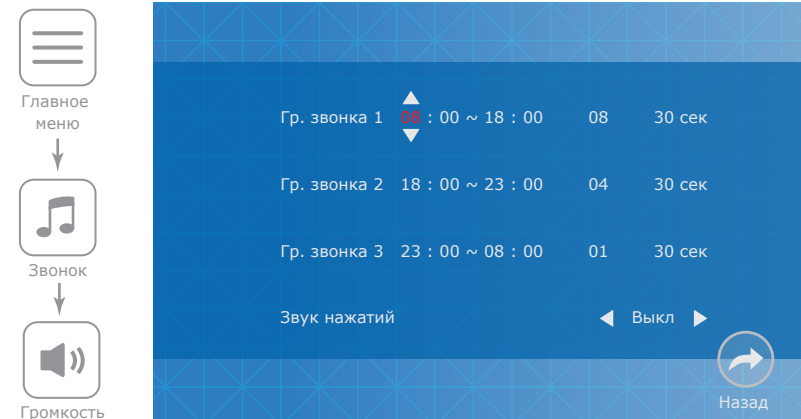 Главное
меню
Звонок
Громкость
Гр. звонка 1 08 : 00 ~ 18 : 00 08 30 сек
Гр. звонка 2 18 : 00 ~ 23 : 00 04 30 сек
Гр. звонка 3 23 : 00 ~ 08 : 00 01 30 сек
Звук нажатий Выкл
Назад